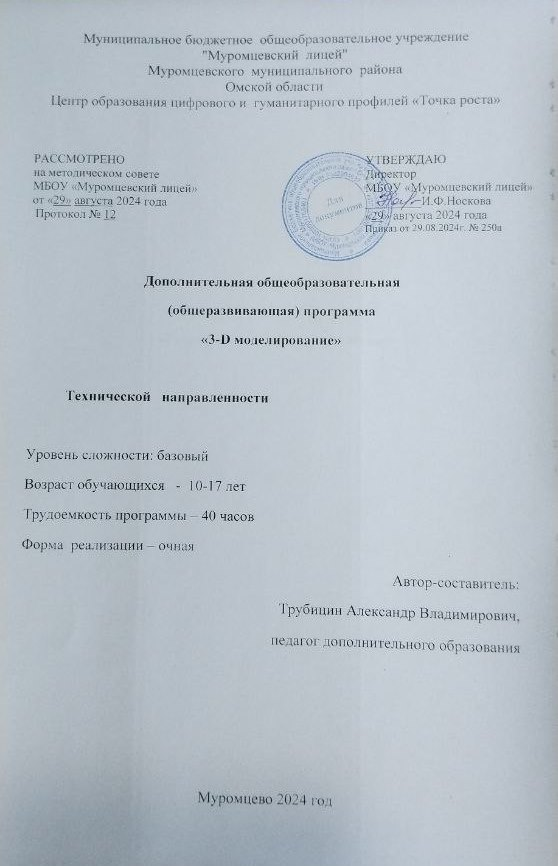 Муниципальное бюджетное общеобразовательное учреждение
"Муромцевский лицей"
Муромцевского муниципального района
Омской области
Центр образования цифрового и гуманитарного профилей «Точка роста»
РАССМОТРЕНО
на методическом совете
МБОУ «Муромцевский лицей»
от «29» августа 2024 года
Протокол № 12
УТВЕРЖДАЮ
Директор
МБОУ «Муромцевский лицей»
И.Ф.Носкова
«29» августа 2024 года
Приказ от 29.08.2024г. № 250а
Для
документов
Дополнительная общеобразовательная
(общеразвивающая) программа
«3-D моделирование»
Технической направленности
Уровень сложности: базовый
Возраст обучающихся - 10-17 лет
Трудоемкость программы – 40 часов
Форма реализации – очная
Автор-составитель:
Трубицин Александр Владимирович,
педагог дополнительного образования
Муромцево 2024 год